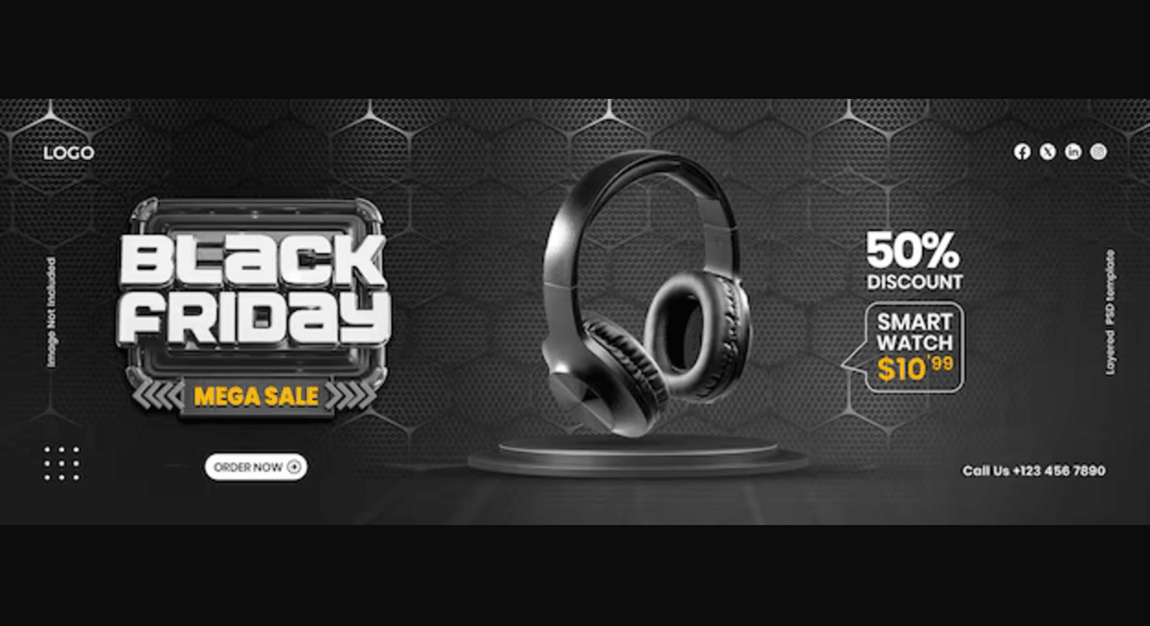 LOGO
Image Not Included
BLaCK
FRIDaY
MEGA SALE
ORDER NOW
50%
DISCOUNT
SMART
WATCH
$10'99
Layered PSD template
Call Us +123 456 7890